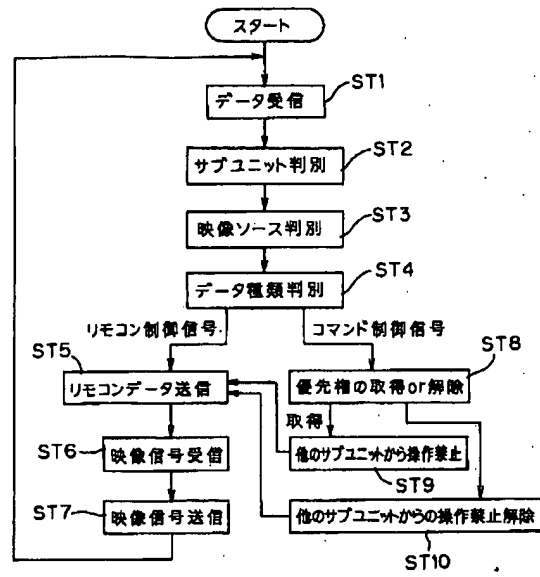 スタート
データ受信
ST1
サブユニット判別
ST2
映像ソース判別
ST3
データ種類判別
ST4
リモコン制御信号
コマンド制御信号
ST5
リモコンデータ送信
ST8
優先権の取得or解除
取得
ST6
映像信号受信
他のサブユニットから操作禁止
ST9
ST7
映像信号送信
他のサブユニットからの操作禁止解除
ST10